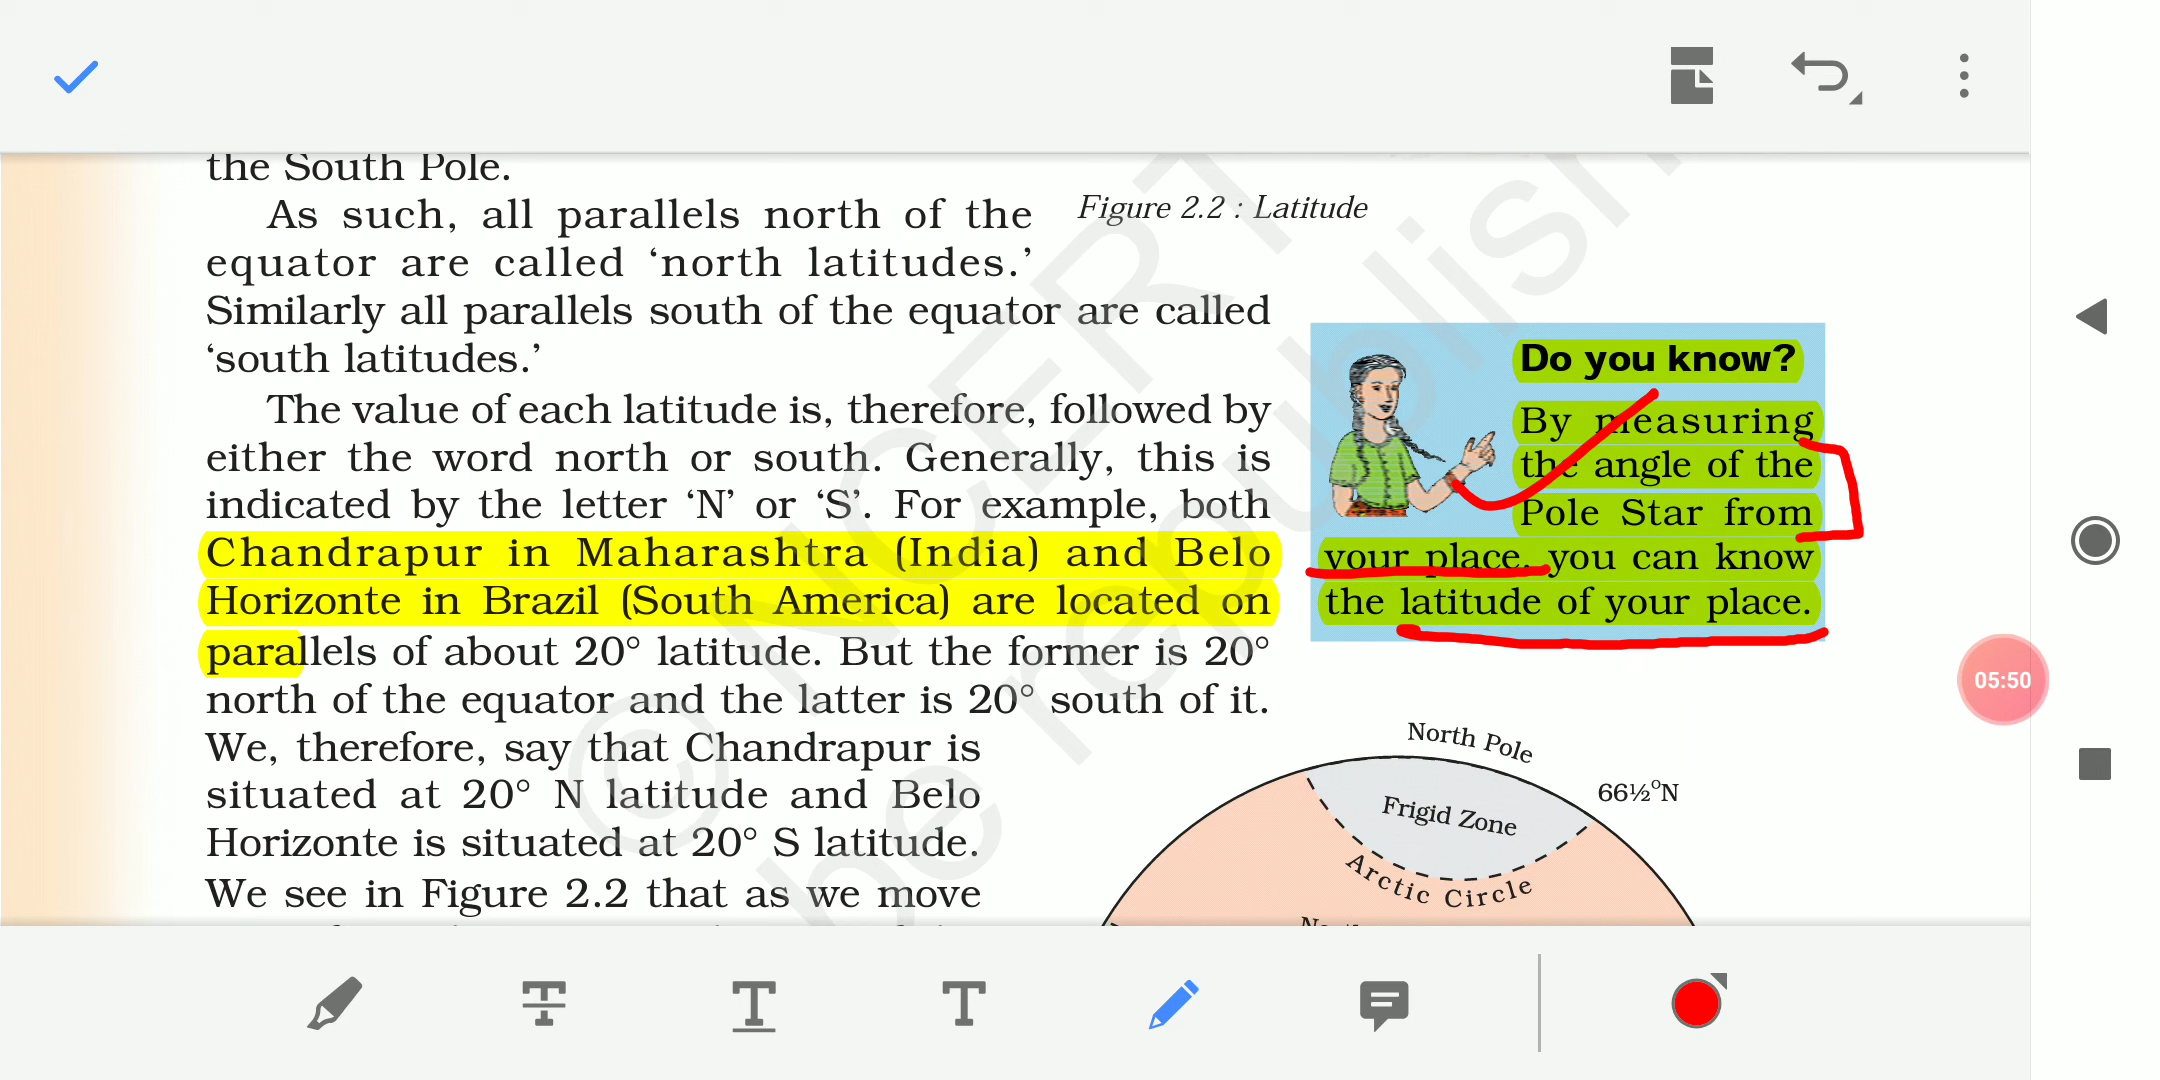 the South Pole.
As such, all parallels north of the
equator are called ‘north latitudes.’
Similarly all parallels south of the equator are called
‘south latitudes.’
The value of each latitude is, therefore, followed by
either the word north or south. Generally, this is
indicated by the letter ‘N’ or ‘S’. For example, both
Chandrapur in Maharashtra (India) and Belo
Horizonte in Brazil (South America) are located on
parallels of about 20° latitude. But the former is 20°
north of the equator and the latter is 20° south of it.
We, therefore, say that Chandrapur is
situated at 20° N latitude and Belo
Horizonte is situated at 20° S latitude.
We see in Figure 2.2 that as we move
Figure 2.2 : Latitude
Do you know?
By measuring
the angle of the
Pole Star from
your place, you can know
the latitude of your place.
North Pole
66½°N
Frigid Zone
Arctic Circle
© NCERT
be republish
05:50